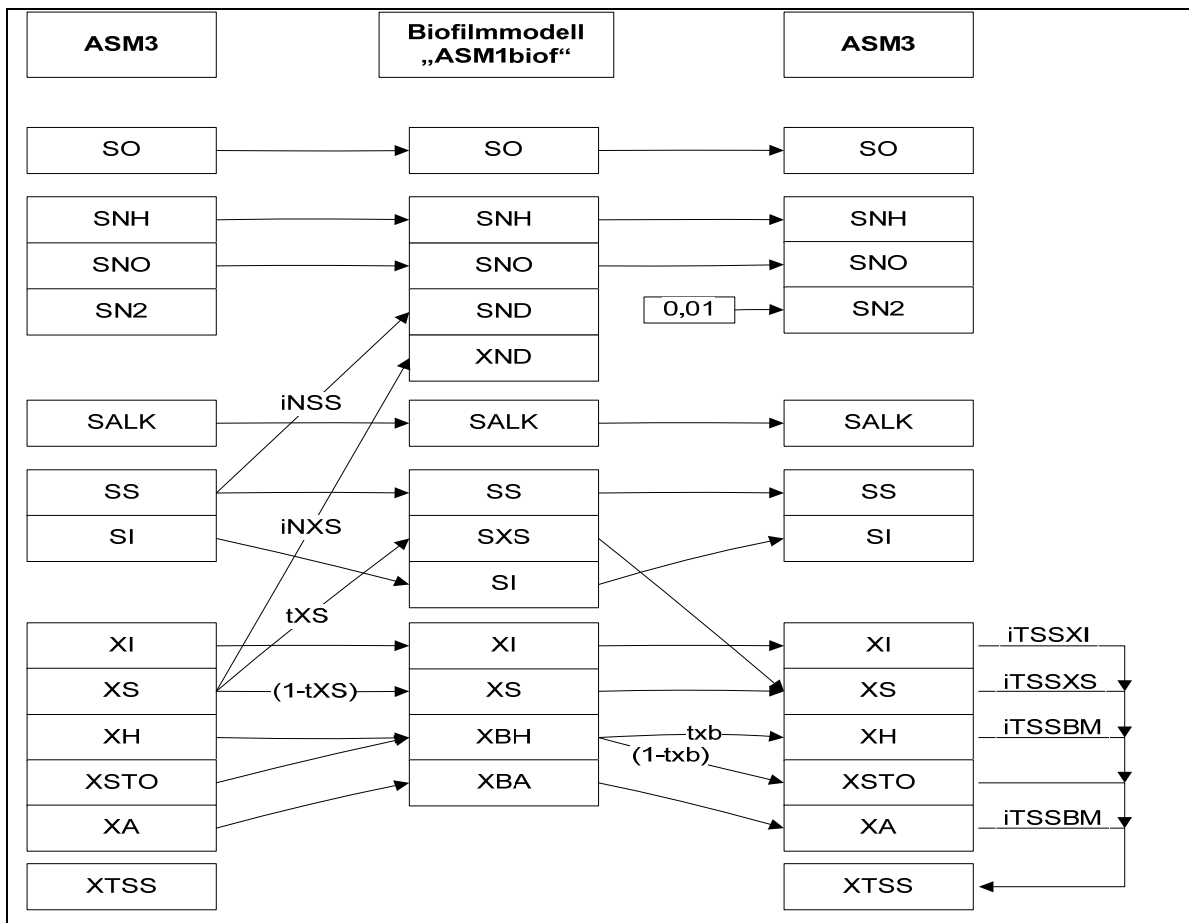 ASM3
Biofilmmodell
„ASM1biof“
ASM3
SO
SO
SO
SNH
SNH
SNH
SNO
SNO
SNO
SN2
SND
0,01
SN2
XND
iNSS
SALK
SALK
SALK
SS
SS
SS
iNXS
SI
SXS
SI
SI
tXS
XI
XI
XI
iTSSXI
XS
(1-tXS)
XS
XS
iTSSXS
XH
XBH
txb
(1-txb)
XH
iTSSBM
XSTO
XBA
XSTO
XA
XA
iTSSBM
XTSS
XTSS